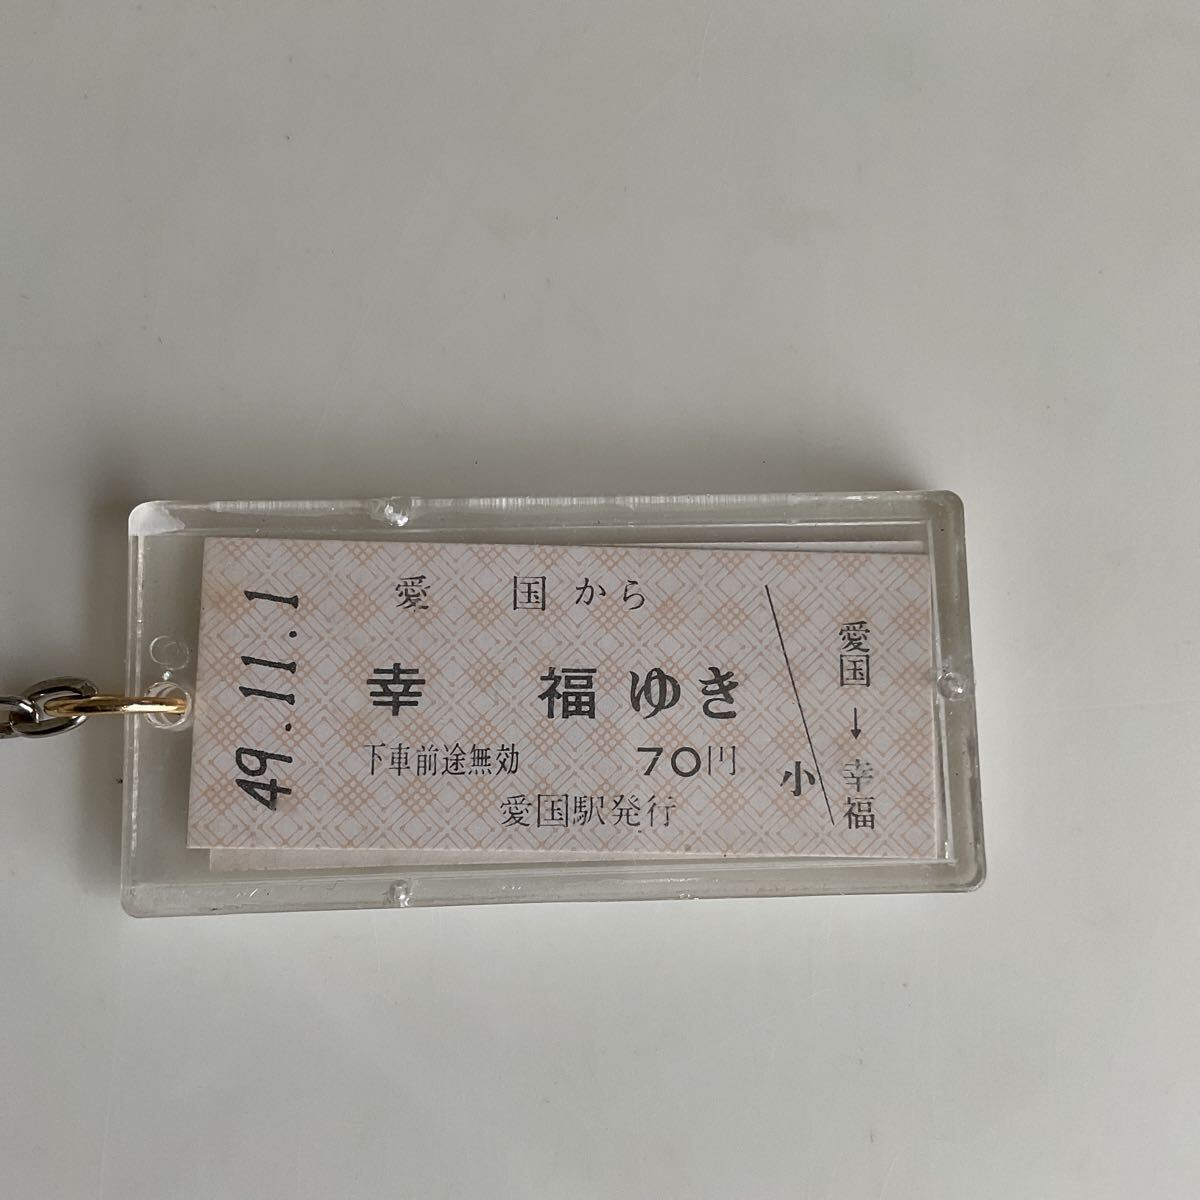 49.11.1
愛 国から
幸 福ゆき
下車前途無効 70円
愛国駅発行
小
愛国→幸福